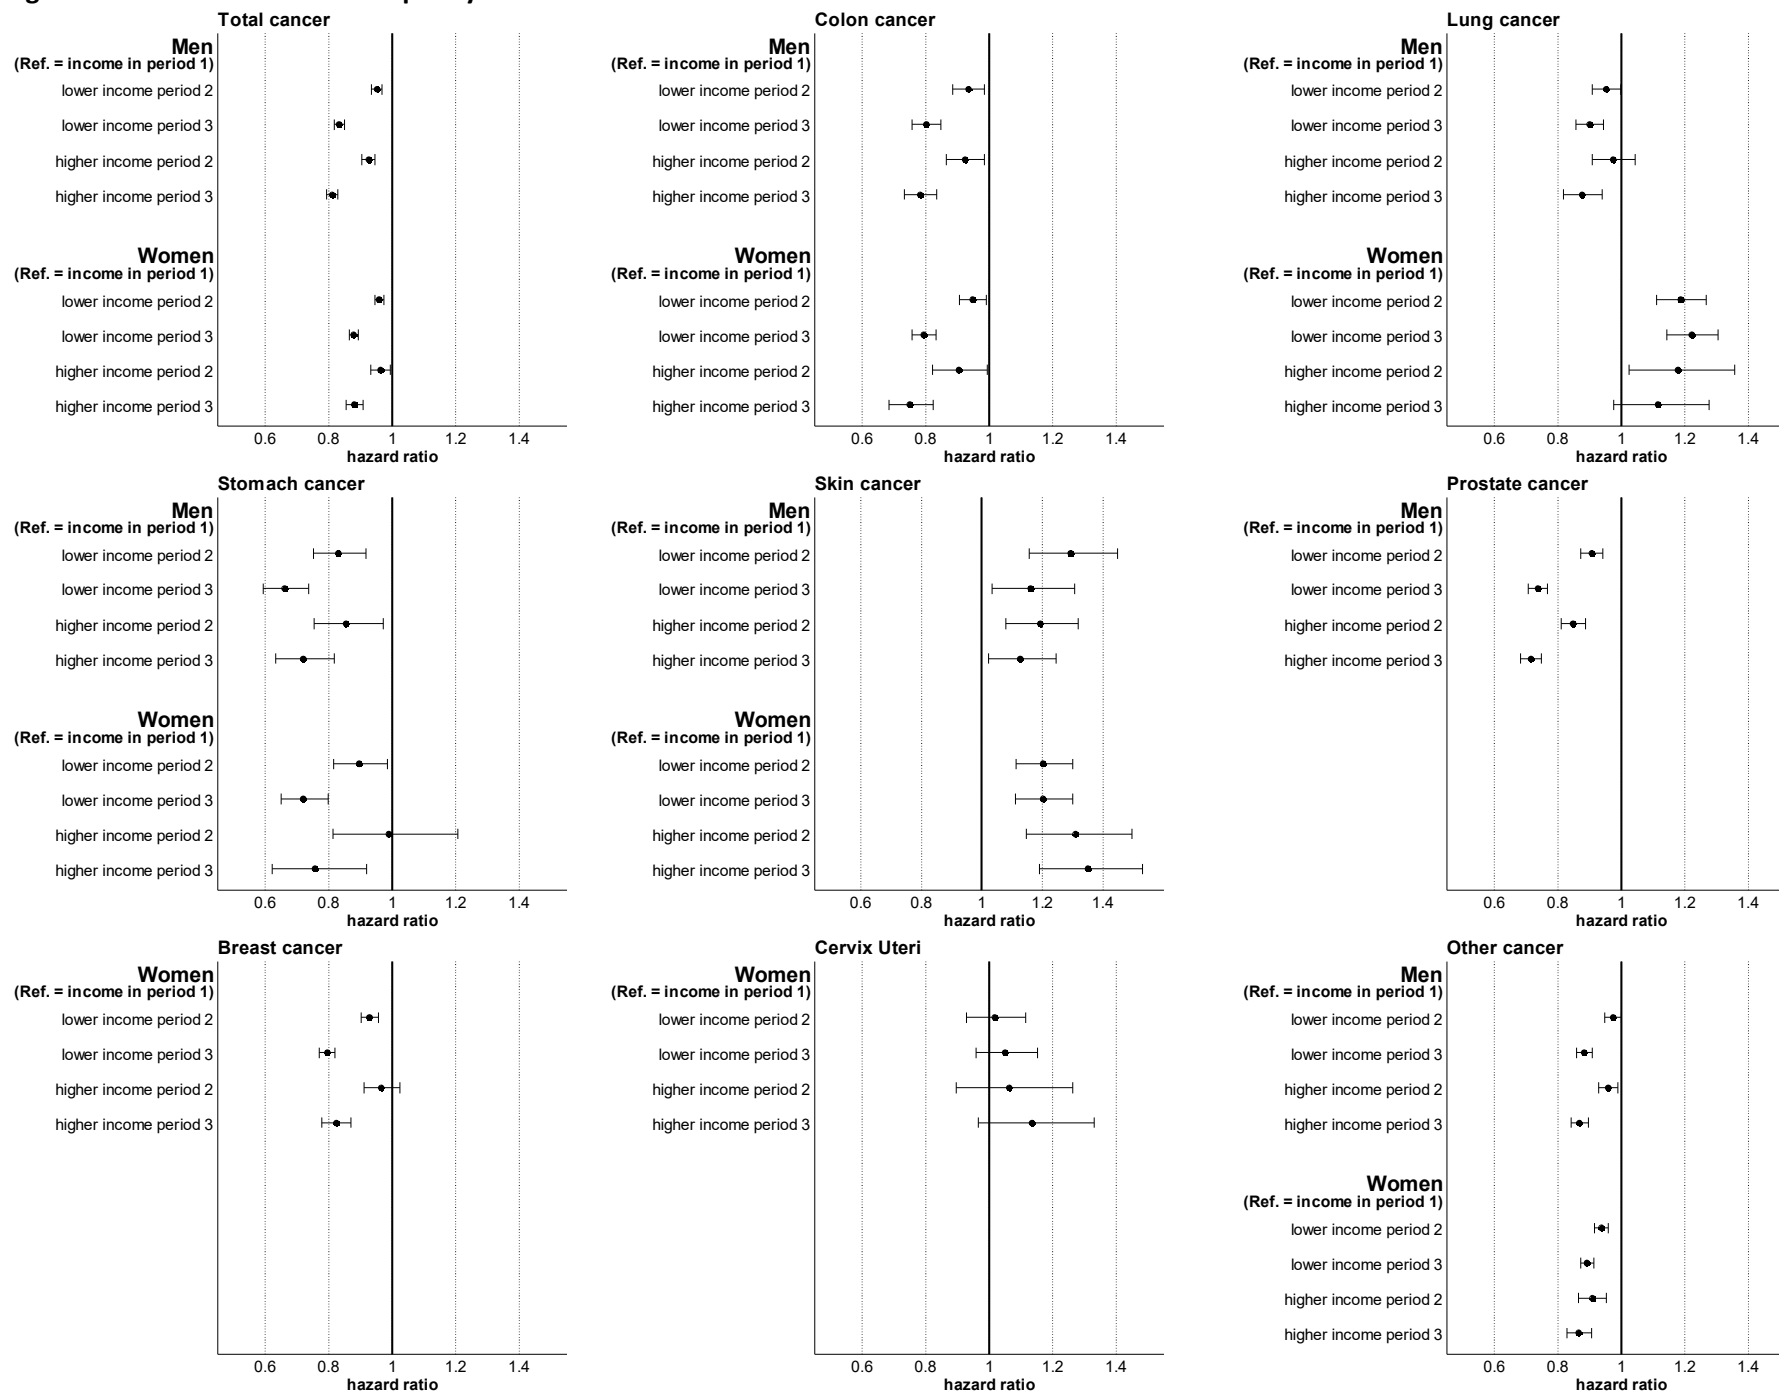 Total cancer
Men
(Ref. = income in period 1)
lower income period 2
lower income period 3
higher income period 2
higher income period 3
Women
(Ref. = income in period 1)
lower income period 2
lower income period 3
higher income period 2
higher income period 3
0.6 0.8 1 1.2 1.4
hazard ratio
Colon cancer
Men
(Ref. = income in period 1)
lower income period 2
lower income period 3
higher income period 2
higher income period 3
Women
(Ref. = income in period 1)
lower income period 2
lower income period 3
higher income period 2
higher income period 3
0.6 0.8 1 1.2 1.4
hazard ratio
Lung cancer
Men
(Ref. = income in period 1)
lower income period 2
lower income period 3
higher income period 2
higher income period 3
Women
(Ref. = income in period 1)
lower income period 2
lower income period 3
higher income period 2
higher income period 3
0.6 0.8 1 1.2 1.4
hazard ratio
Stomach cancer
Men
(Ref. = income in period 1)
lower income period 2
lower income period 3
higher income period 2
higher income period 3
Women
(Ref. = income in period 1)
lower income period 2
lower income period 3
higher income period 2
higher income period 3
0.6 0.8 1 1.2 1.4
hazard ratio
Skin cancer
Men
(Ref. = income in period 1)
lower income period 2
lower income period 3
higher income period 2
higher income period 3
Women
(Ref. = income in period 1)
lower income period 2
lower income period 3
higher income period 2
higher income period 3
0.6 0.8 1 1.2 1.4
hazard ratio
Prostate cancer
Men
(Ref. = income in period 1)
lower income period 2
lower income period 3
higher income period 2
higher income period 3
0.6 0.8 1 1.2 1.4
hazard ratio
Breast cancer
Women
(Ref. = income in period 1)
lower income period 2
lower income period 3
higher income period 2
higher income period 3
0.6 0.8 1 1.2 1.4
hazard ratio
Cervix Uteri
Women
(Ref. = income in period 1)
lower income period 2
lower income period 3
higher income period 2
higher income period 3
0.6 0.8 1 1.2 1.4
hazard ratio
Other cancer
Men
(Ref. = income in period 1)
lower income period 2
lower income period 3
higher income period 2
higher income period 3
Women
(Ref. = income in period 1)
lower income period 2
lower income period 3
higher income period 2
higher income period 3
0.6 0.8 1 1.2 1.4
hazard ratio